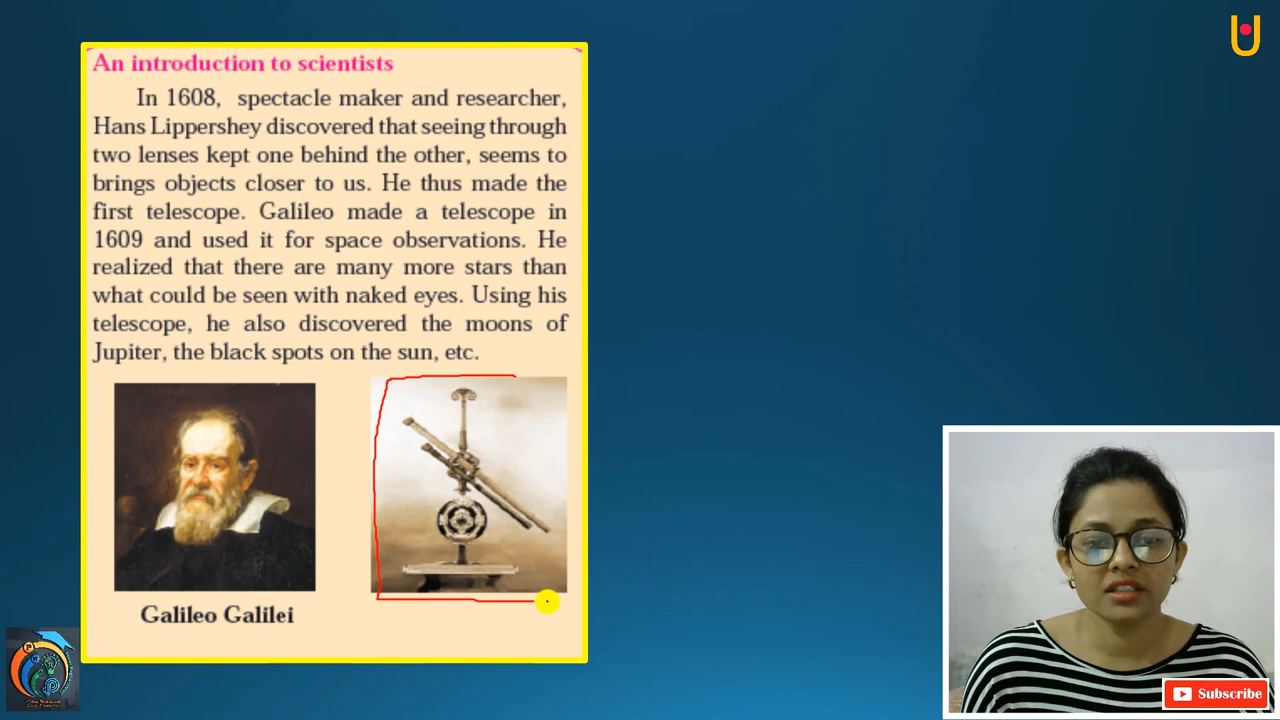 An introduction to scientists
In 1608, spectacle maker and researcher,
Hans Lippershey discovered that seeing through
two lenses kept one behind the other, seems to
brings objects closer to us. He thus made the
first telescope. Galileo made a telescope in
1609 and used it for space observations. He
realized that there are many more stars than
what could be seen with naked eyes. Using his
telescope, he also discovered the moons of
Jupiter, the black spots on the sun, etc.
Galileo Galilei
Subscribe